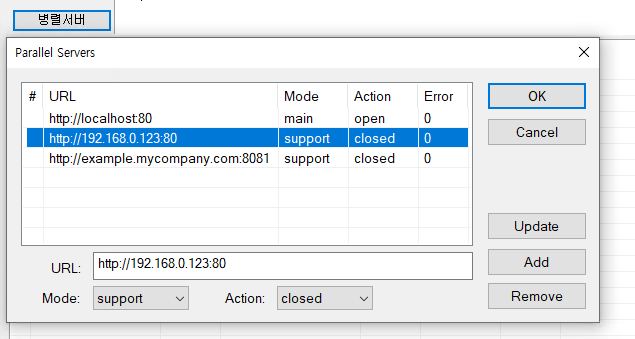 병렬서버
Parallel Servers
# URL Mode Action Error
http://localhost:80 main open 0
http://192.168.0.123:80 support closed 0
http://example.mycompany.com:8081 support closed 0
OK
Cancel
Update
Add
Remove
URL: http://192.168.0.123:80
Mode: support Action: closed